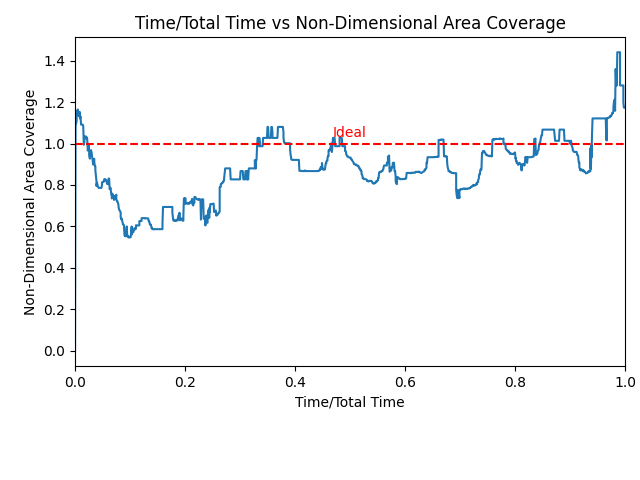 Time/Total Time vs Non-Dimensional Area Coverage
Non-Dimensional Area Coverage
1.4
1.2
1.0
0.8
0.6
0.4
0.2
0.0
Ideal
0.0 0.2 0.4 0.6 0.8 1.0
Time/Total Time